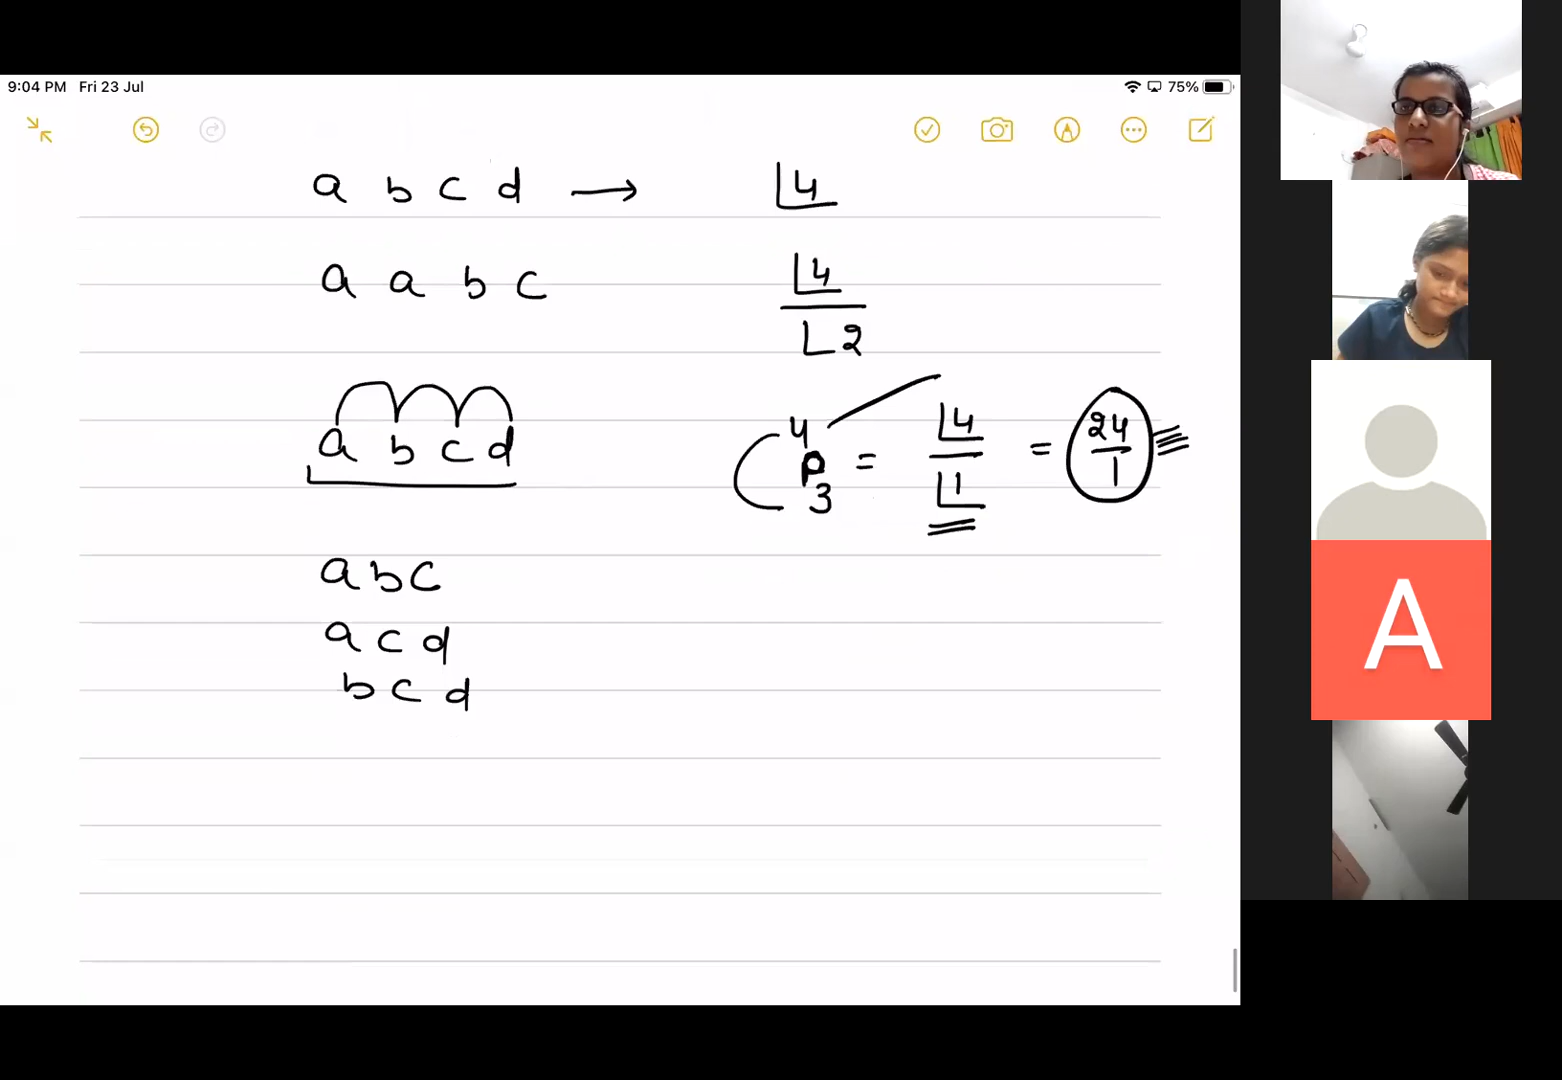 9:04 PM Fri 23 Jul 75%
a b c d → ⌊4
a a b c ⌊4 / ⌊2
a b c d ⁴P₃ = ⌊4 / ⌊1 = 24 / 1
a b c
a c d
b c d
A